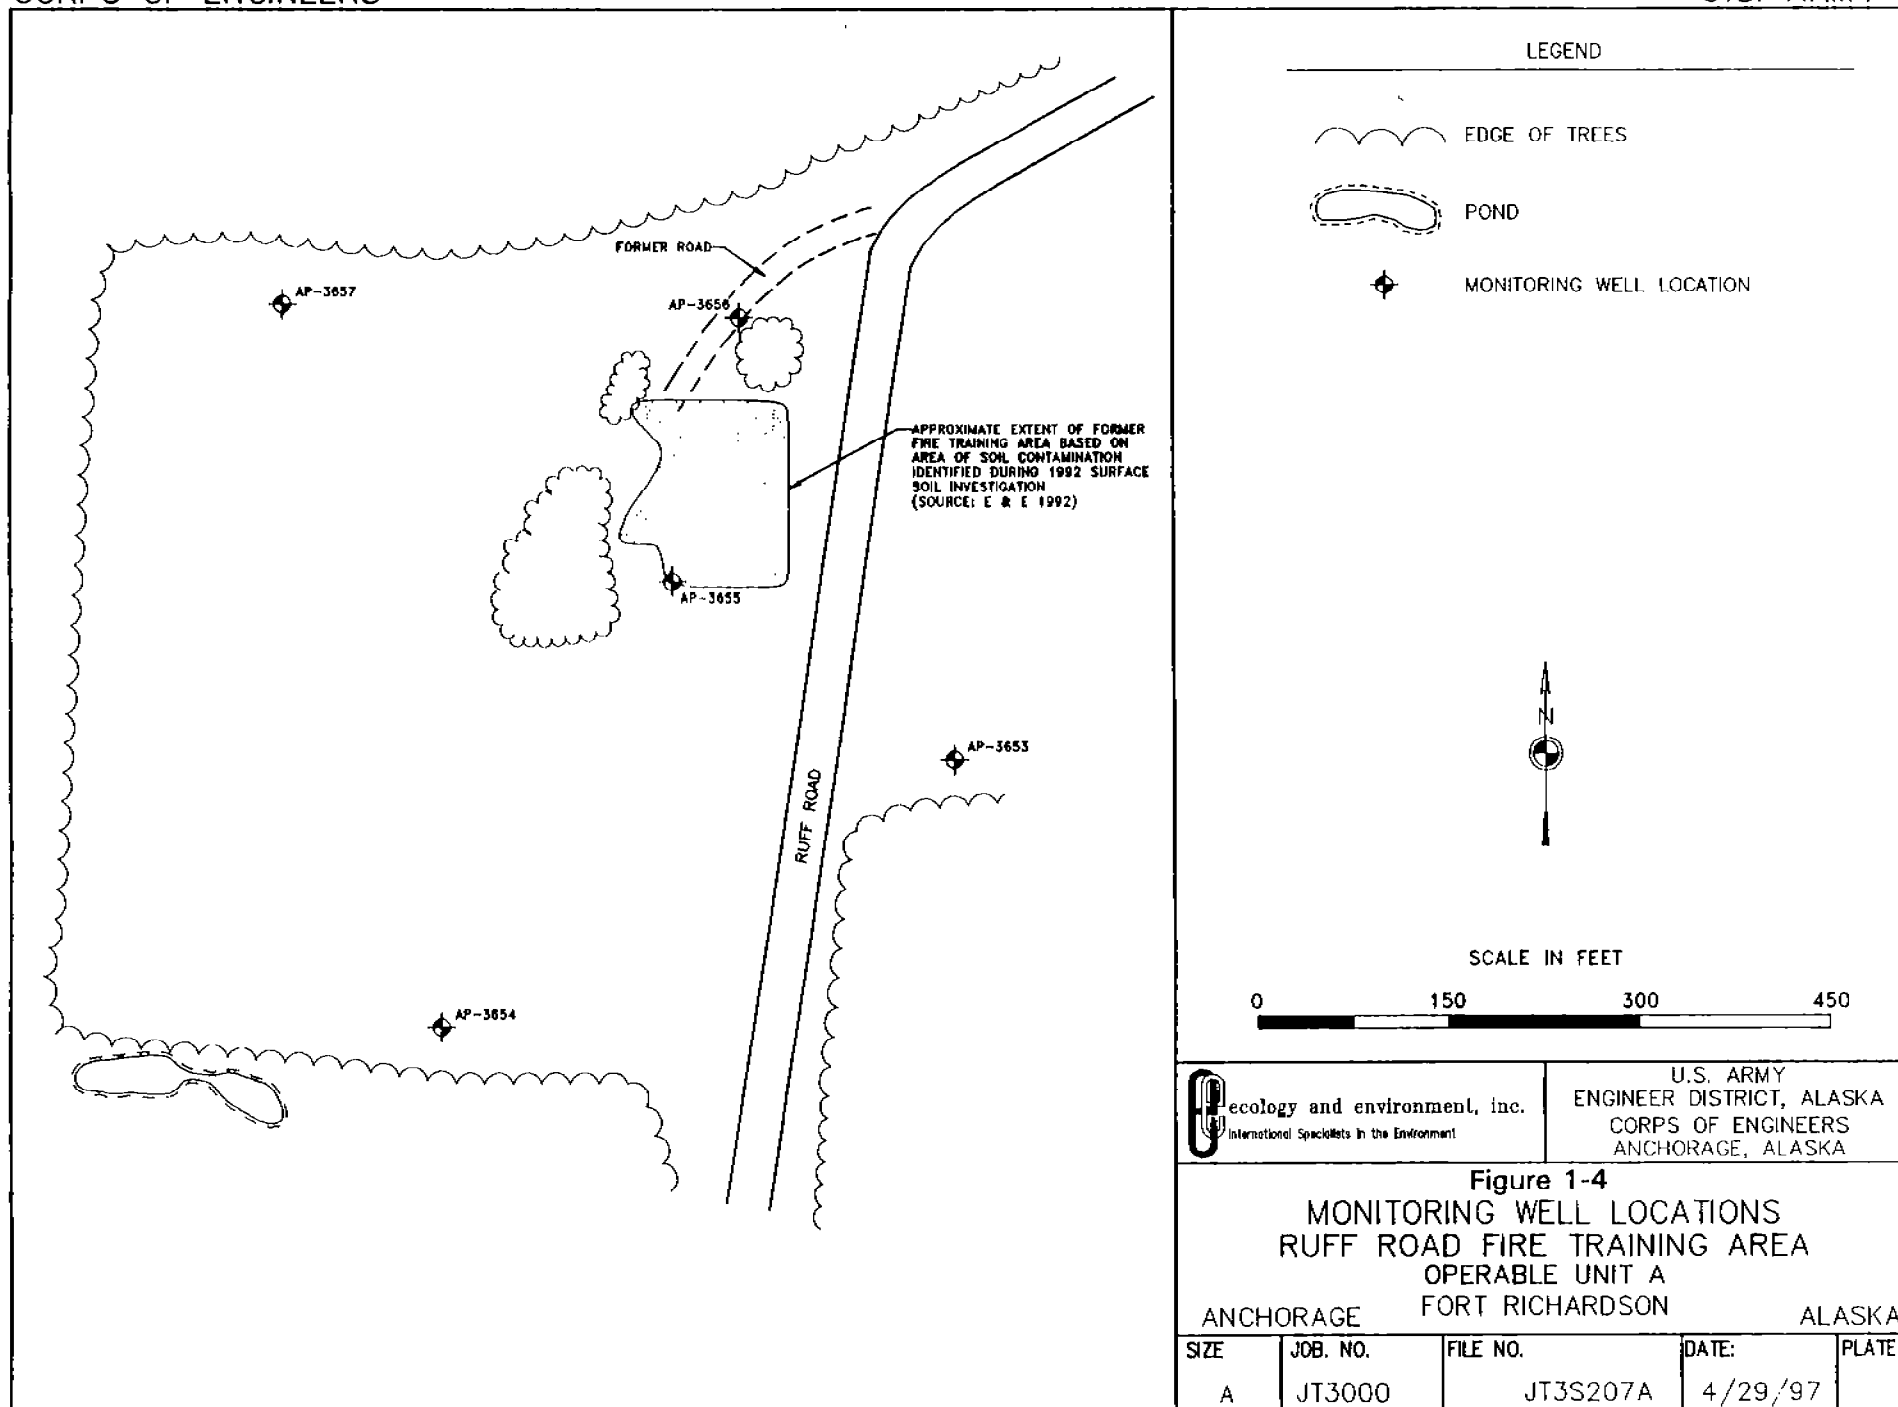 LEGEND
EDGE OF TREES
POND
MONITORING WELL LOCATION
FORMER ROAD
AP-3657
AP-3656
APPROXIMATE EXTENT OF FORMER
FIRE TRAINING AREA BASED ON
AREA OF SOIL CONTAMINATION
IDENTIFIED DURING 1992 SURFACE
SOIL INVESTIGATION
(SOURCE: E & E 1992)
AP-3655
AP-3653
RUFF ROAD
AP-3654
N
SCALE IN FEET
0 150 300 450
ecology and environment, inc.
International Specialists in the Environment
U.S. ARMY
ENGINEER DISTRICT, ALASKA
CORPS OF ENGINEERS
ANCHORAGE, ALASKA
Figure 1-4
MONITORING WELL LOCATIONS
RUFF ROAD FIRE TRAINING AREA
OPERABLE UNIT A
ANCHORAGE FORT RICHARDSON ALASKA
SIZE JOB. NO. FILE NO. DATE: PLATE
A JT3000 JT3S207A 4/29/97